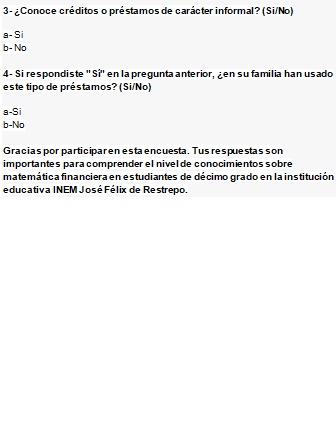 3- ¿Conoce créditos o préstamos de carácter informal? (Si/No)
a- Si
b- No
4- Si respondiste "Sí" en la pregunta anterior, ¿en su familia han usado
este tipo de préstamos? (Si/No)
a-Si
b-No
Gracias por participar en esta encuesta. Tus respuestas son
importantes para comprender el nivel de conocimientos sobre
matemática financiera en estudiantes de décimo grado en la institución
educativa INEM José Félix de Restrepo.